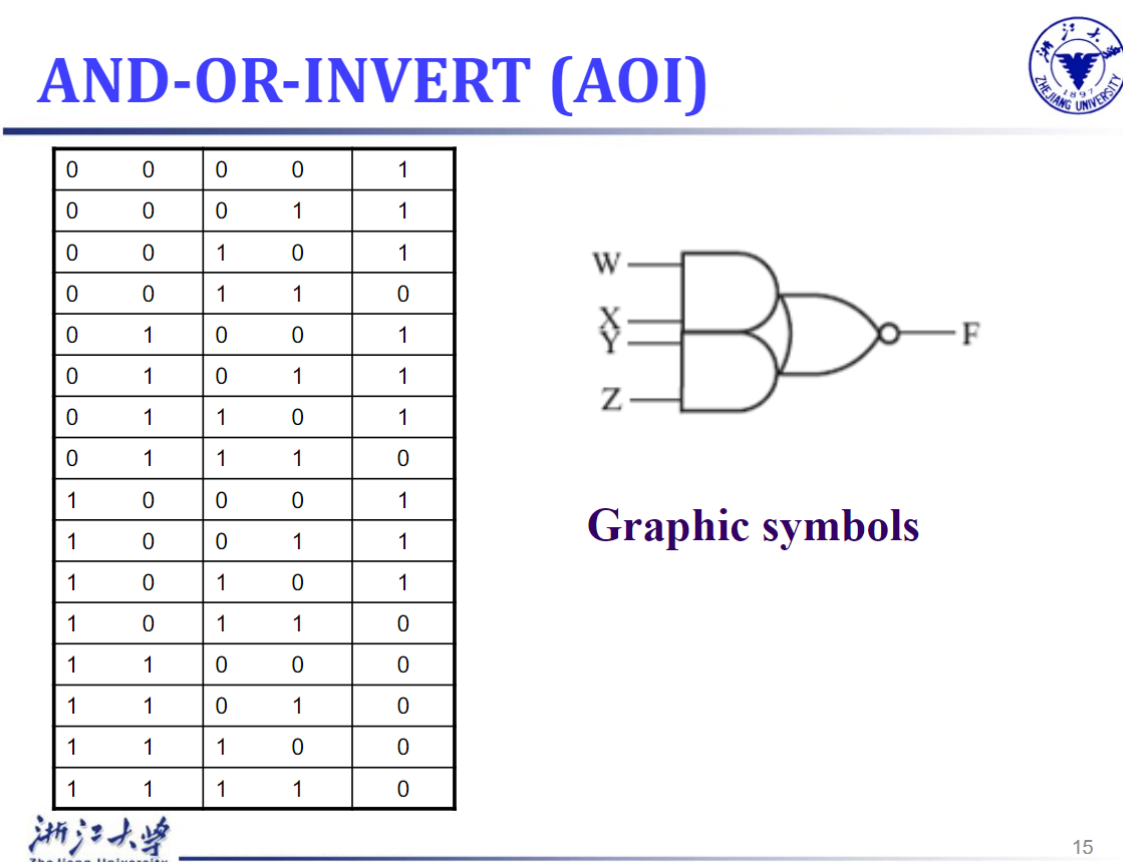 AND-OR-INVERT (AOI)
浙江大学
ZHEJIANG UNIVERSITY
1897
0 0 0 0 1
0 0 0 1 1
0 0 1 0 1
0 0 1 1 0
0 1 0 0 1
0 1 0 1 1
0 1 1 0 1
0 1 1 1 0
1 0 0 0 1
1 0 0 1 1
1 0 1 0 1
1 0 1 1 0
1 1 0 0 0
1 1 0 1 0
1 1 1 0 0
1 1 1 1 0
W
X
Y
Z
F
Graphic symbols
浙江大学
15